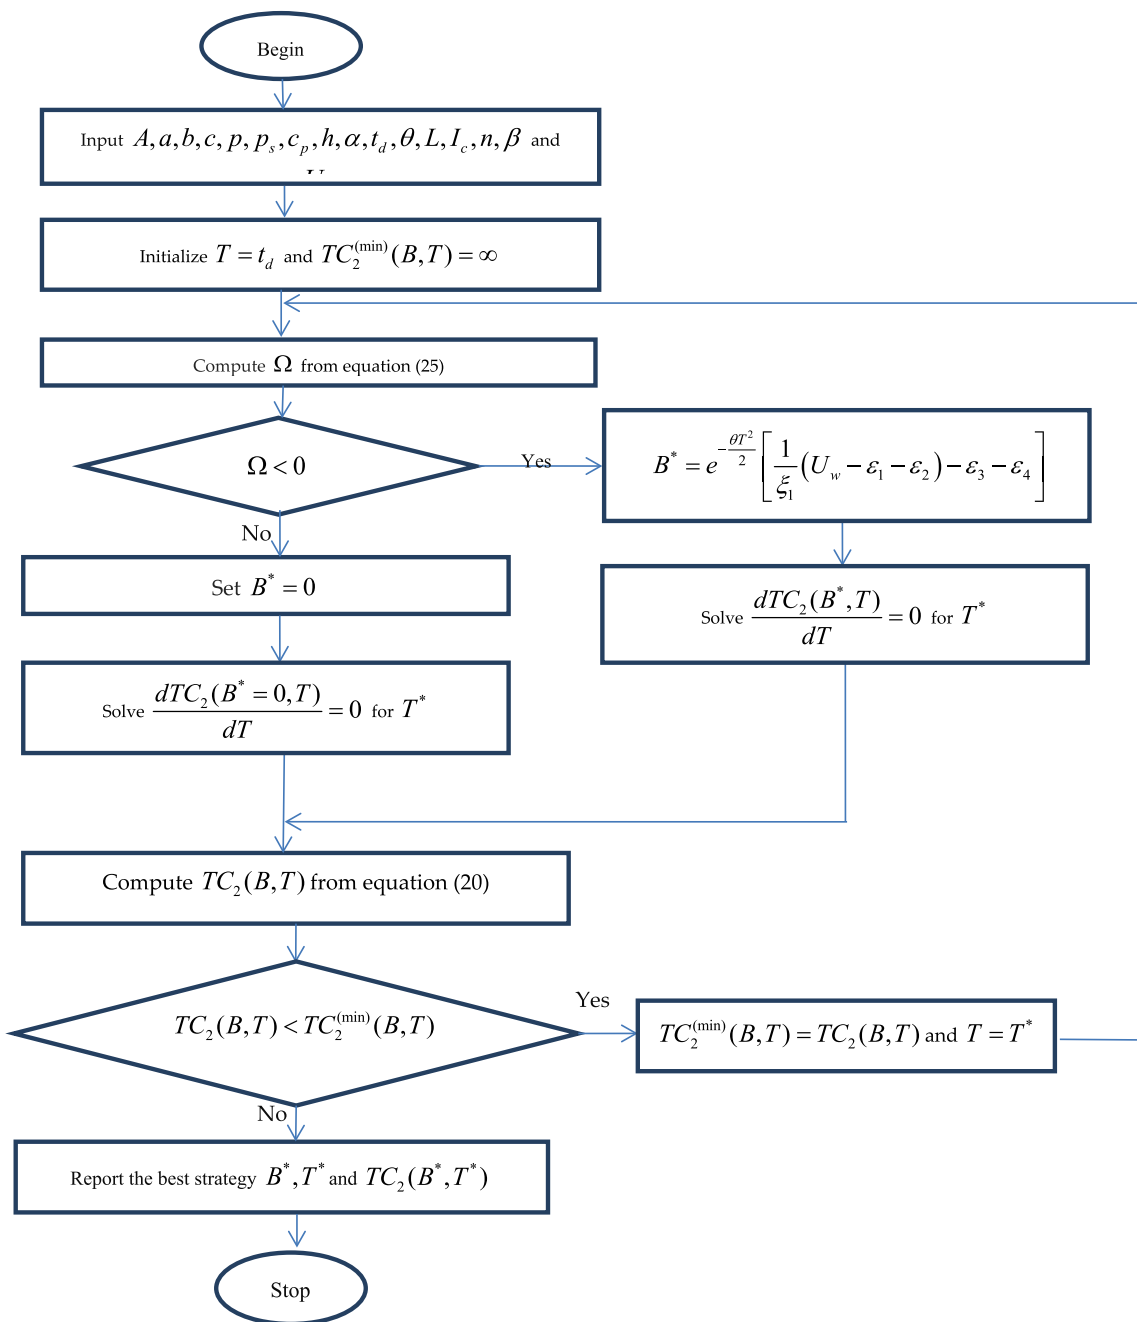 Begin
Input A, a, b, c, p, p_s, c_p, h, α, t_d, θ, L, I_c, n, β and
Initialize T = t_d and TC_2^(min)(B,T) = ∞
Compute Ω from equation (25)
Ω < 0
Yes
B^* = e^{-θT^2/2} [ 1/ξ_1 (U_w − ε_1 − ε_2) − ε_3 − ε_4 ]
No
Set B^* = 0
Solve dTC_2(B^*,T)/dT = 0 for T^*
Solve dTC_2(B^* = 0,T)/dT = 0 for T^*
Compute TC_2(B,T) from equation (20)
TC_2(B,T) < TC_2^(min)(B,T)
Yes
TC_2^(min)(B,T) = TC_2(B,T) and T = T^*
No
Report the best strategy B^*,T^* and TC_2(B^*,T^*)
Stop